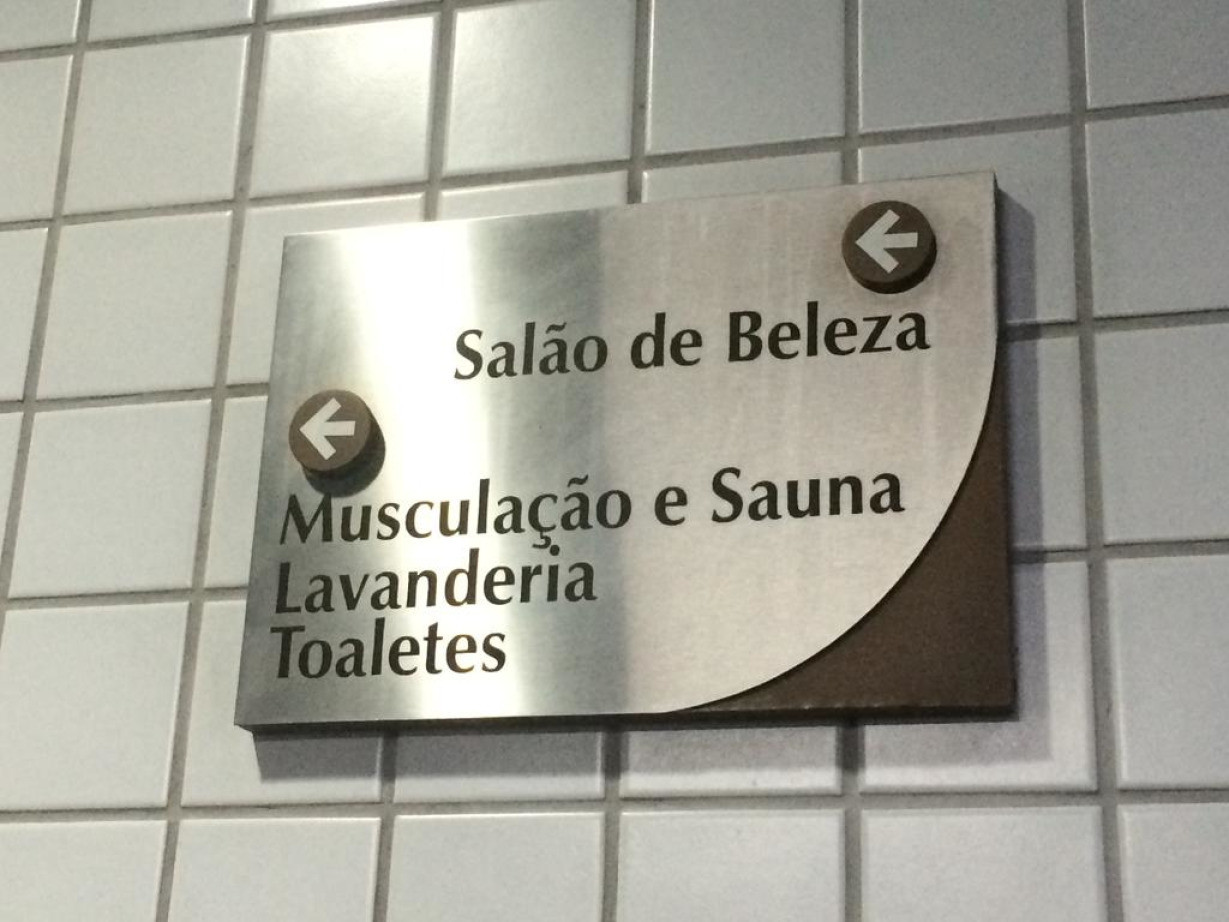 Salão de Beleza
Musculação e Sauna
Lavanderia
Toaletes